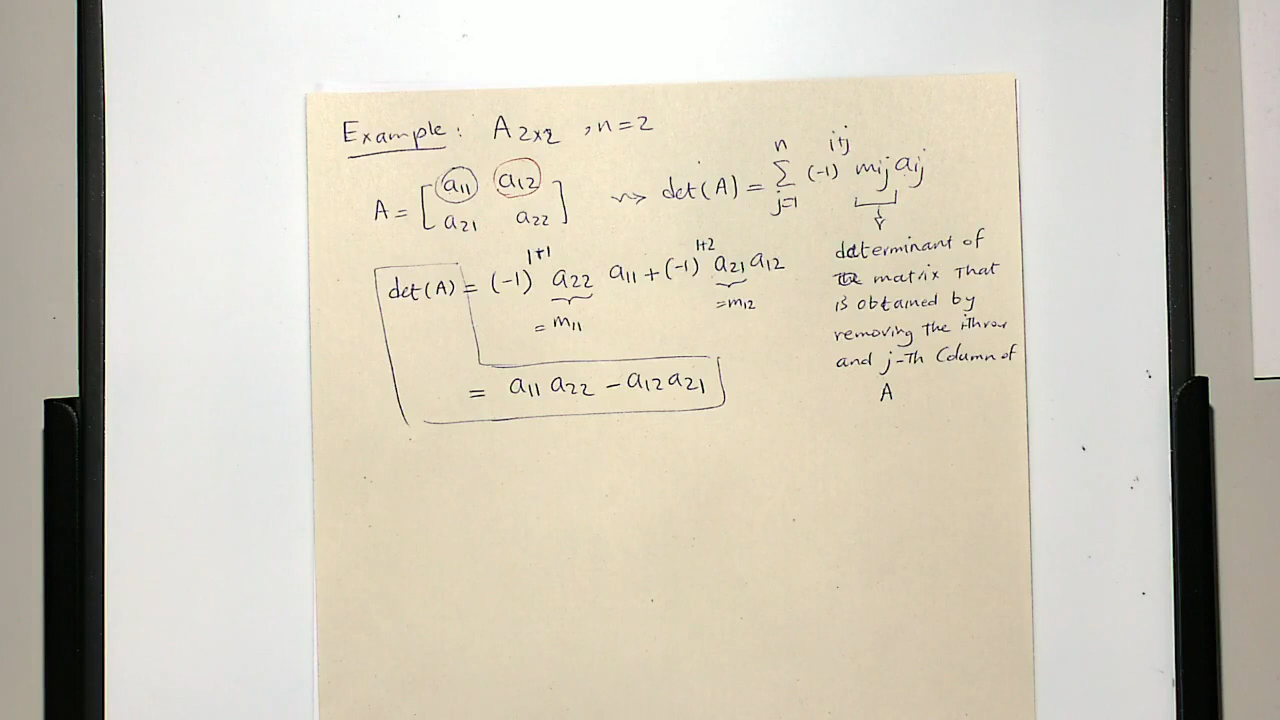 Example: A2x2 , n=2
A = [a11 a12
a21 a22] ⇝ det(A) = Σ_{j=1}^{n} (-1)^{i+j} mij aij
det(A) = (-1)^{1+1} a22 a11 + (-1)^{1+2} a21 a12
= m11
= m12
= a11 a22 - a12 a21
determinant of
matrix That
is obtained by
removing the ith row
and j-Th Column of
A